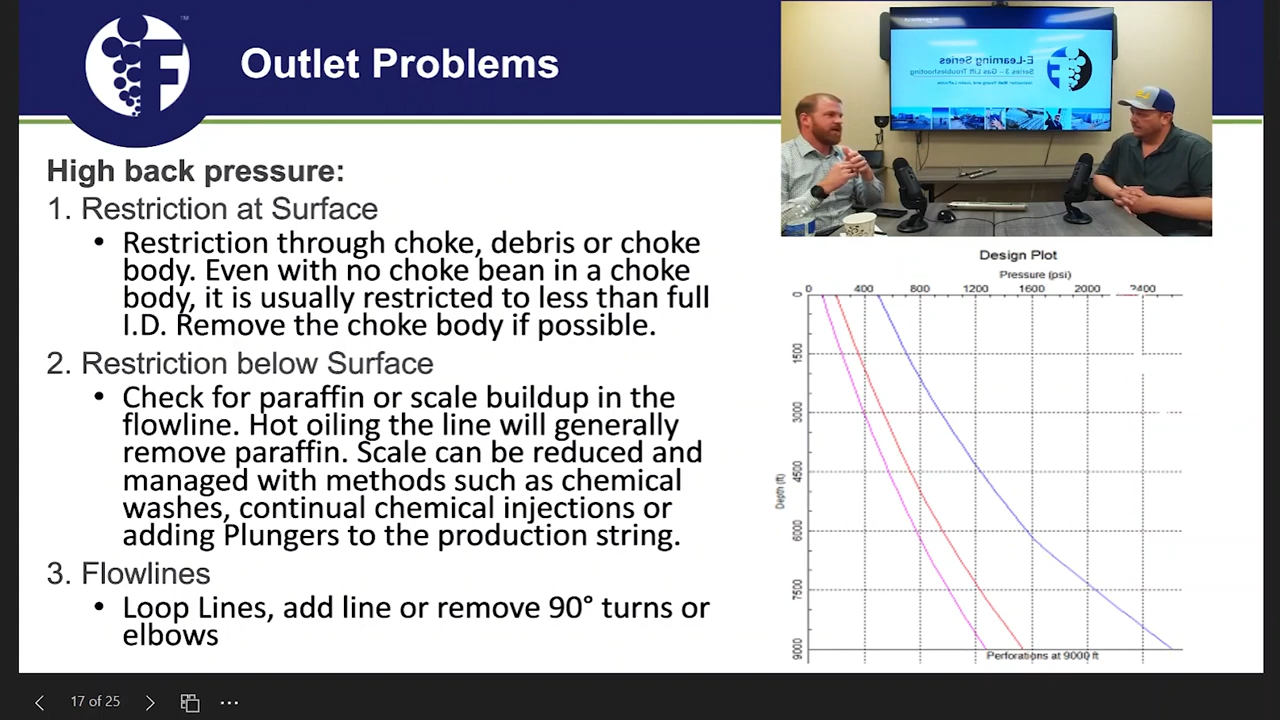 Outlet Problems
™
High back pressure:
1. Restriction at Surface
• Restriction through choke, debris or choke
body. Even with no choke bean in a choke
body, it is usually restricted to less than full
I.D. Remove the choke body if possible.
2. Restriction below Surface
• Check for paraffin or scale buildup in the
flowline. Hot oiling the line will generally
remove paraffin. Scale can be reduced and
managed with methods such as chemical
washes, continual chemical injections or
adding Plungers to the production string.
3. Flowlines
• Loop Lines, add line or remove 90° turns or
elbows
E-Learning Series
Series 3 – Gas Lift Troubleshooting
Design Plot
Pressure (psi)
0 400 800 1200 1600 2000 2400
Depth (ft)
0
1500
3000
4500
6000
7500
9000
Perforations at 9000 ft
17 of 25